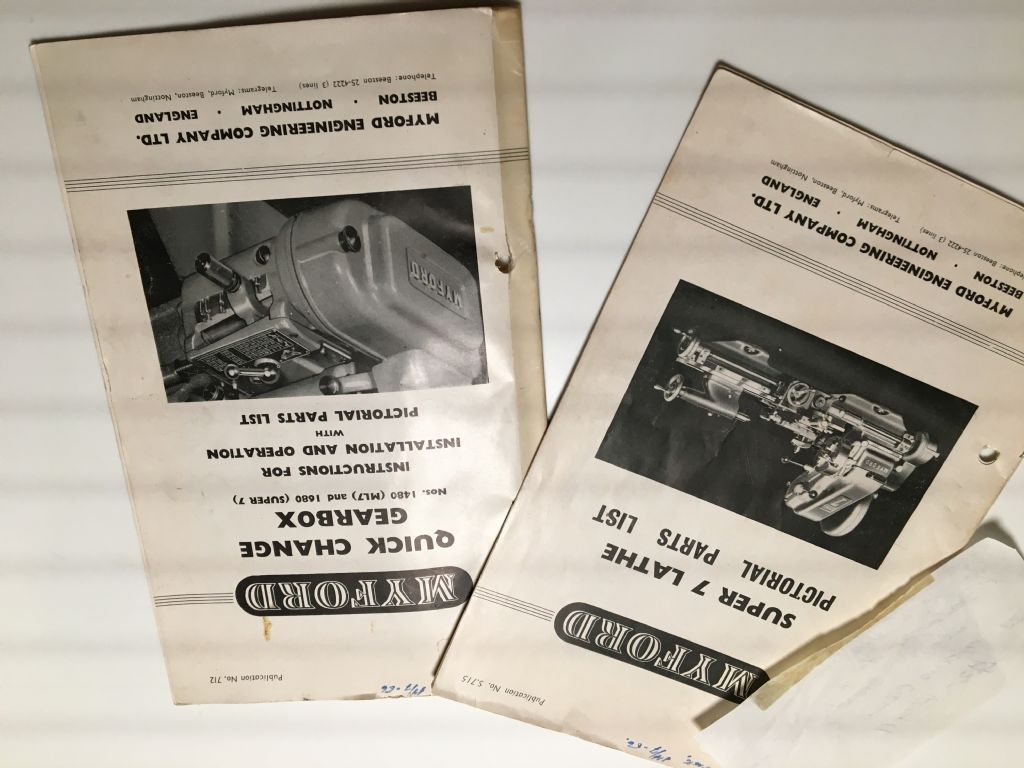 Publication No. 712
MYFORD
QUICK CHANGE
GEARBOX
Nos. 1480 (ML7) and 1680 (SUPER 7)
INSTRUCTIONS FOR
INSTALLATION AND OPERATION
WITH
PICTORIAL PARTS LIST
MYFORD
MYFORD ENGINEERING COMPANY LTD.
BEESTON · NOTTINGHAM · ENGLAND
Telephone: Beeston 25-4222 (3 lines) Telegrams: Myford, Beeston, Nottingham
Publication No. S.715
MYFORD
SUPER 7 LATHE
PICTORIAL PARTS LIST
MYFORD
MYFORD ENGINEERING COMPANY LTD.
BEESTON · NOTTINGHAM · ENGLAND
Beeston 25-4222 (3 lines) Telegrams: Myford, Beeston, Nottingham